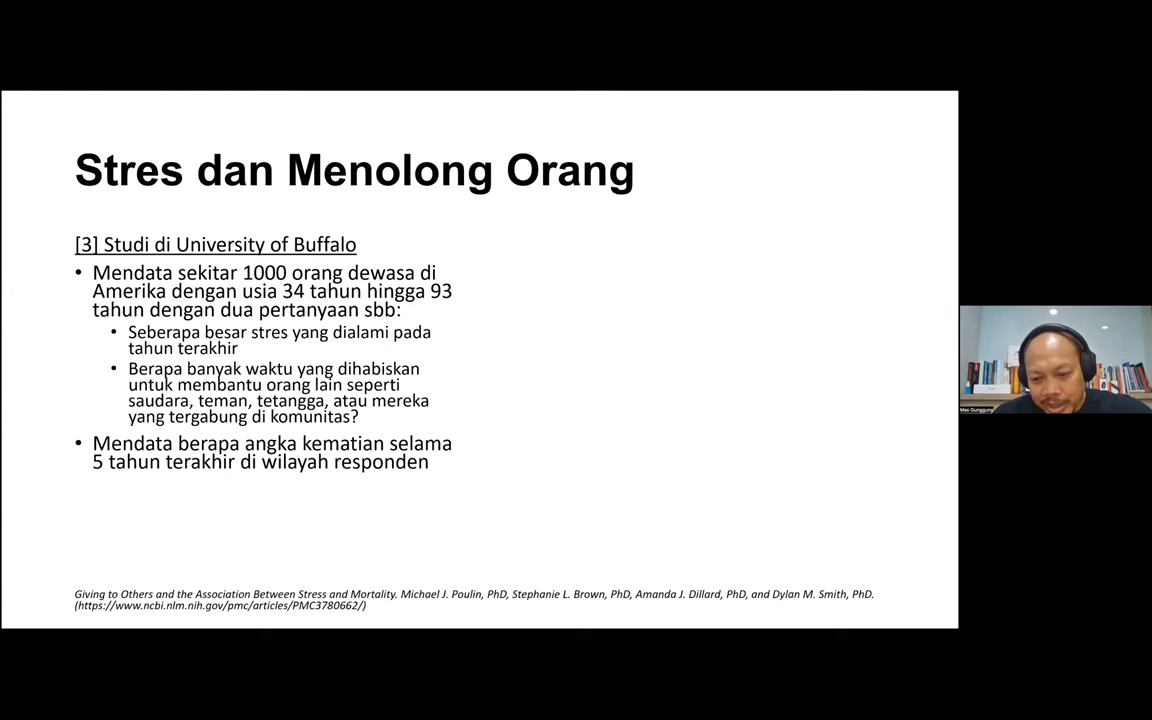 Stres dan Menolong Orang
[3] Studi di University of Buffalo
• Mendata sekitar 1000 orang dewasa di
Amerika dengan usia 34 tahun hingga 93
tahun dengan dua pertanyaan sbb:
• Seberapa besar stres yang dialami pada
tahun terakhir
• Berapa banyak waktu yang dihabiskan
untuk membantu orang lain seperti
saudara, teman, tetangga, atau mereka
yang tergabung di komunitas?
• Mendata berapa angka kematian selama
5 tahun terakhir di wilayah responden
Giving to Others and the Association Between Stress and Mortality. Michael J. Poulin, PhD, Stephanie L. Brown, PhD, Amanda J. Dillard, PhD, and Dylan M. Smith, PhD.
(https://www.ncbi.nlm.nih.gov/pmc/articles/PMC3780662/)
Mas Gunggung